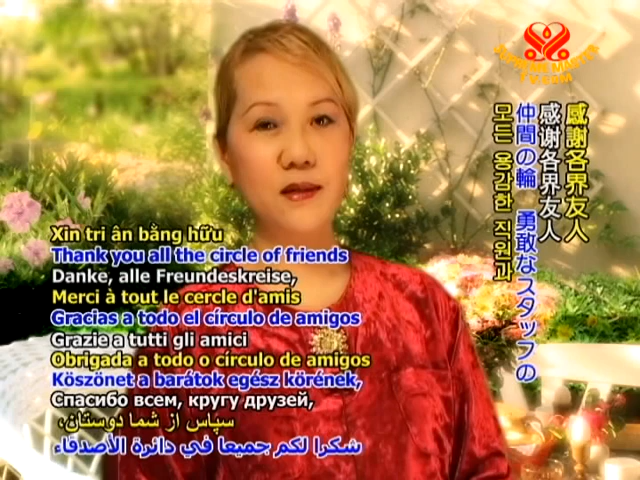 SUPREME MASTER
TV.com
感謝各界友人
感谢各界友人
仲間の輪 勇敢なスタッフの
모든 용감한 직원과
Xin tri ân bằng hữu
Thank you all the circle of friends
Danke, alle Freundeskreise,
Merci à tout le cercle d'amis
Gracias a todo el círculo de amigos
Grazie a tutti gli amici
Obrigada a todo o círculo de amigos
Köszönet a barátok egész körének,
Спасибо всем, кругу друзей,
سپاس از شما دوستان،
شكرا لكم جميعا في دائرة الأصدقاء